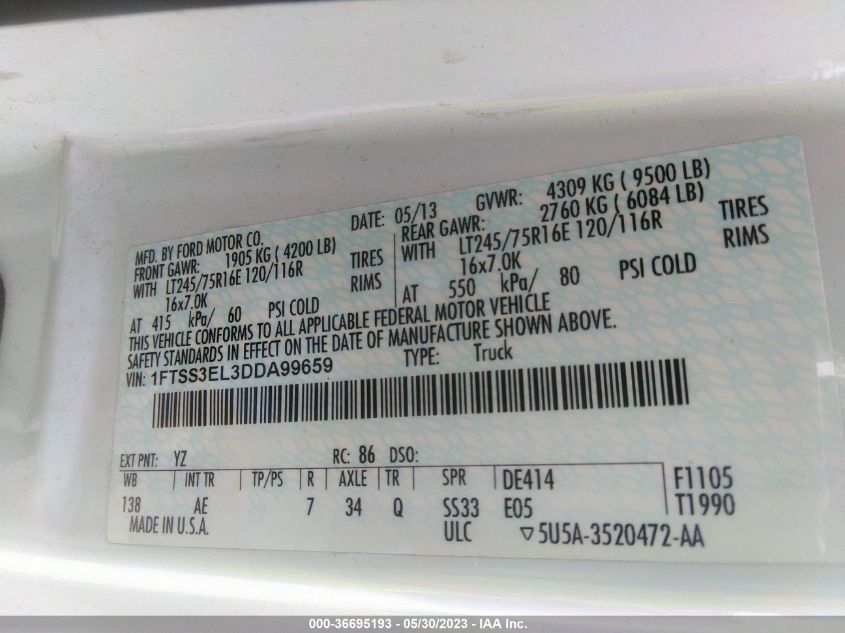 MFD. BY FORD MOTOR CO.
DATE: 05/13 GVWR: 4309 KG ( 9500 LB)
FRONT GAWR: 1905 KG ( 4200 LB)
REAR GAWR: 2760 KG ( 6084 LB)
WITH LT245/75R16E 120/116R TIRES
WITH LT245/75R16E 120/116R TIRES
16x7.0K RIMS
16x7.0K RIMS
AT 415 kPa/ 60 PSI COLD
AT 550 kPa/ 80 PSI COLD
THIS VEHICLE CONFORMS TO ALL APPLICABLE FEDERAL MOTOR VEHICLE
SAFETY STANDARDS IN EFFECT ON THE DATE OF MANUFACTURE SHOWN ABOVE.
VIN: 1FTSS3EL3DDA99659 TYPE: Truck
EXT PNT: YZ RC: 86 DSO:
WB INT TR TP/PS R AXLE TR SPR DE414 F1105
138 AE 7 34 Q SS33 E05 T1990
MADE IN U.S.A. ULC ▽5U5A-3520472-AA
000-36695193 - 05/30/2023 - IAA Inc.